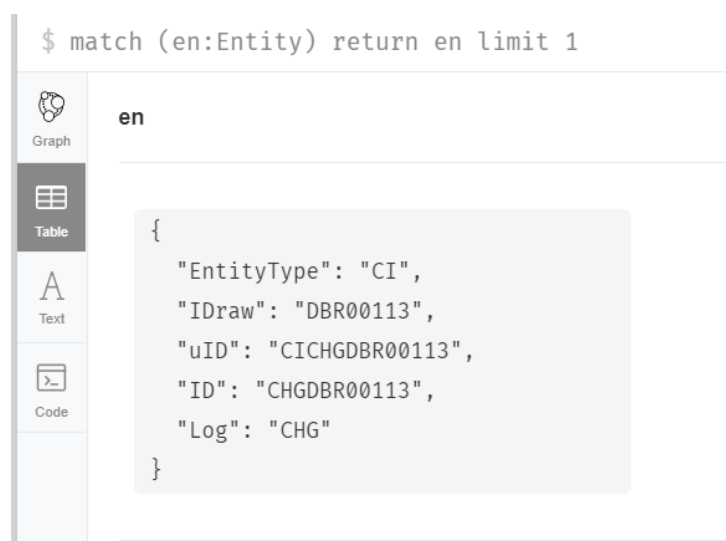 $ match (en:Entity) return en limit 1
Graph
en
Table
{
"EntityType": "CI",
"IDraw": "DBR00113",
"uID": "CICHGDBR00113",
"ID": "CHGDBR00113",
"Log": "CHG"
}
A
Text
>_
Code